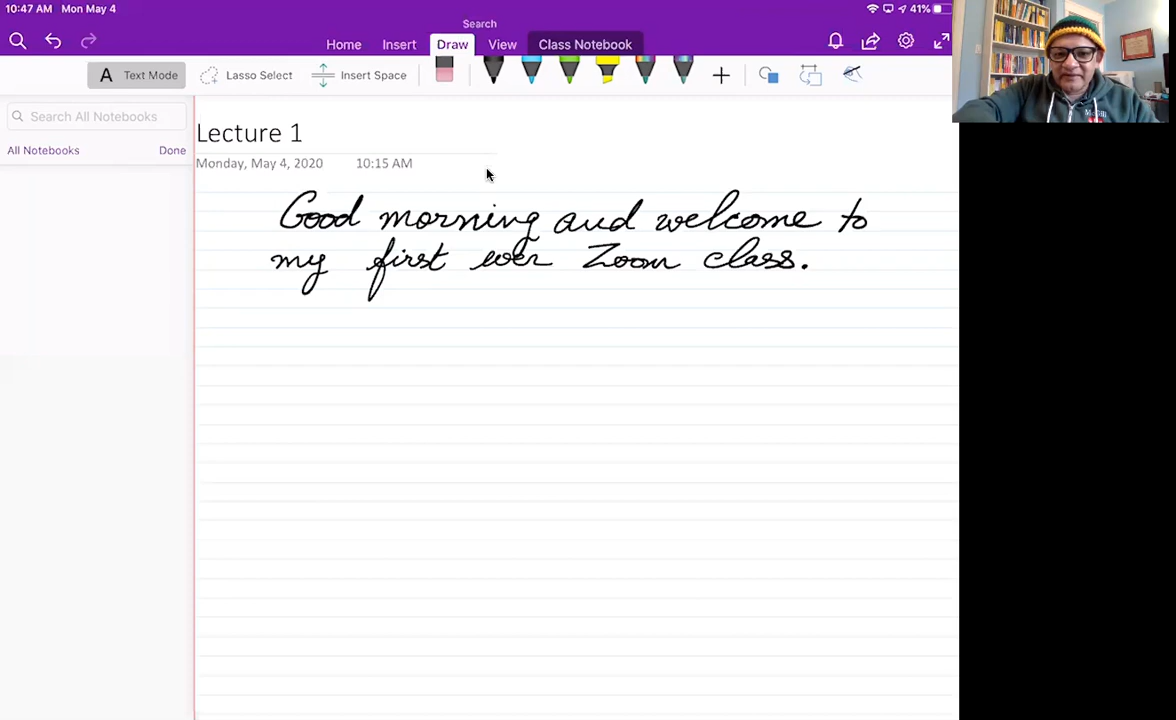 10:47 AM Mon May 4 41%
Search
Home Insert Draw View Class Notebook
A Text Mode Lasso Select Insert Space
Search All Notebooks
All Notebooks Done
Lecture 1
Monday, May 4, 2020 10:15 AM
Good morning and welcome to
my first ever Zoom class.
McGill